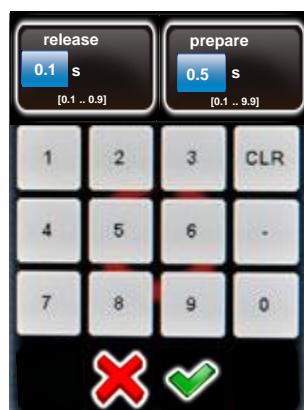 release
0.1 s
[0.1 .. 0.9]
prepare
0.5 s
[0.1 .. 9.9]
1 2 3 CLR
4 5 6 -
7 8 9 0